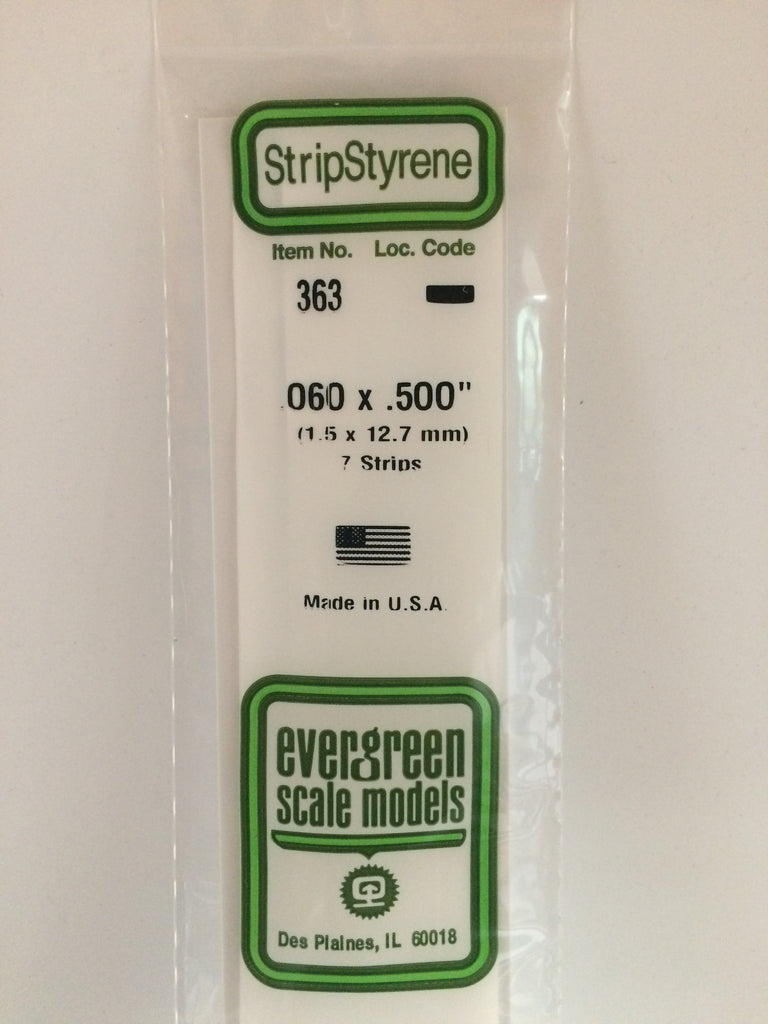 StripStyrene
Item No. Loc. Code
363
.060 x .500"
(1.5 x 12.7 mm)
7 Strips
Made in U.S.A.
evergreen
scale models
Des Plaines, IL 60018